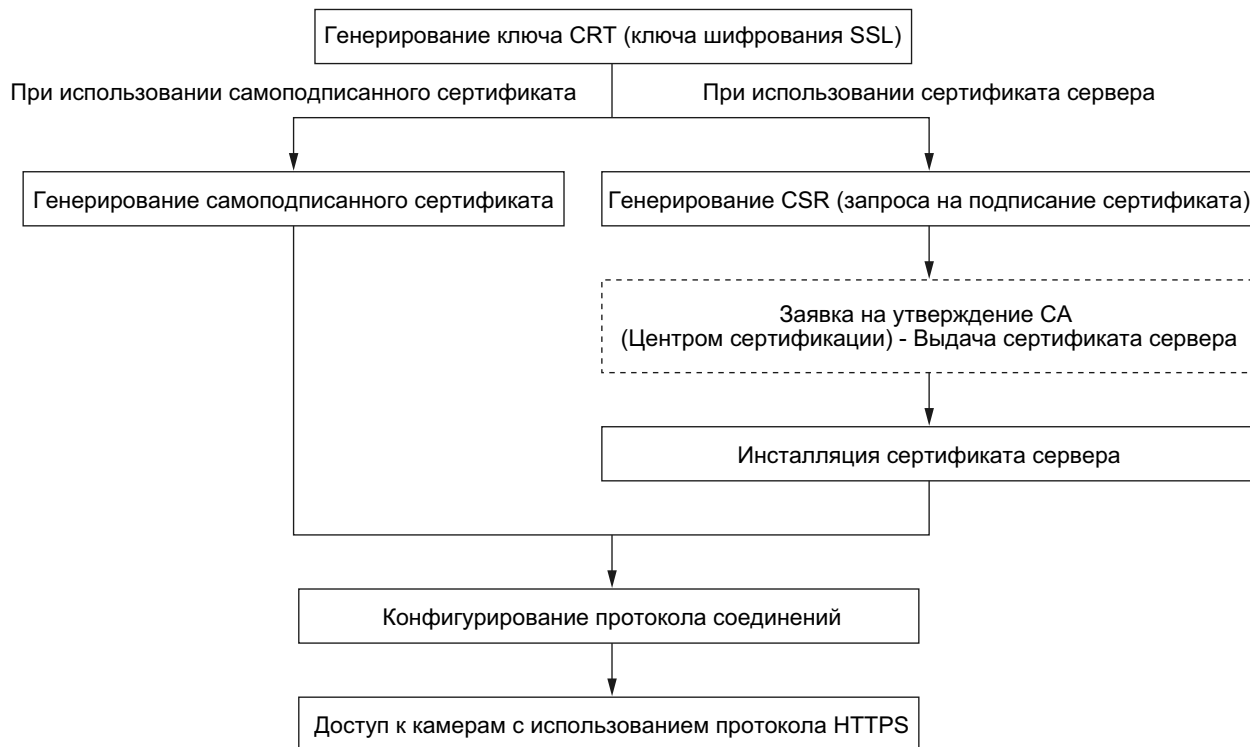 Генерирование ключа CRT (ключа шифрования SSL)
При использовании самоподписанного сертификата
При использовании сертификата сервера
Генерирование самоподписанного сертификата
Генерирование CSR (запроса на подписание сертификата)
Заявка на утверждение CA
(Центром сертификации) - Выдача сертификата сервера
Инсталляция сертификата сервера
Конфигурирование протокола соединений
Доступ к камерам с использованием протокола HTTPS